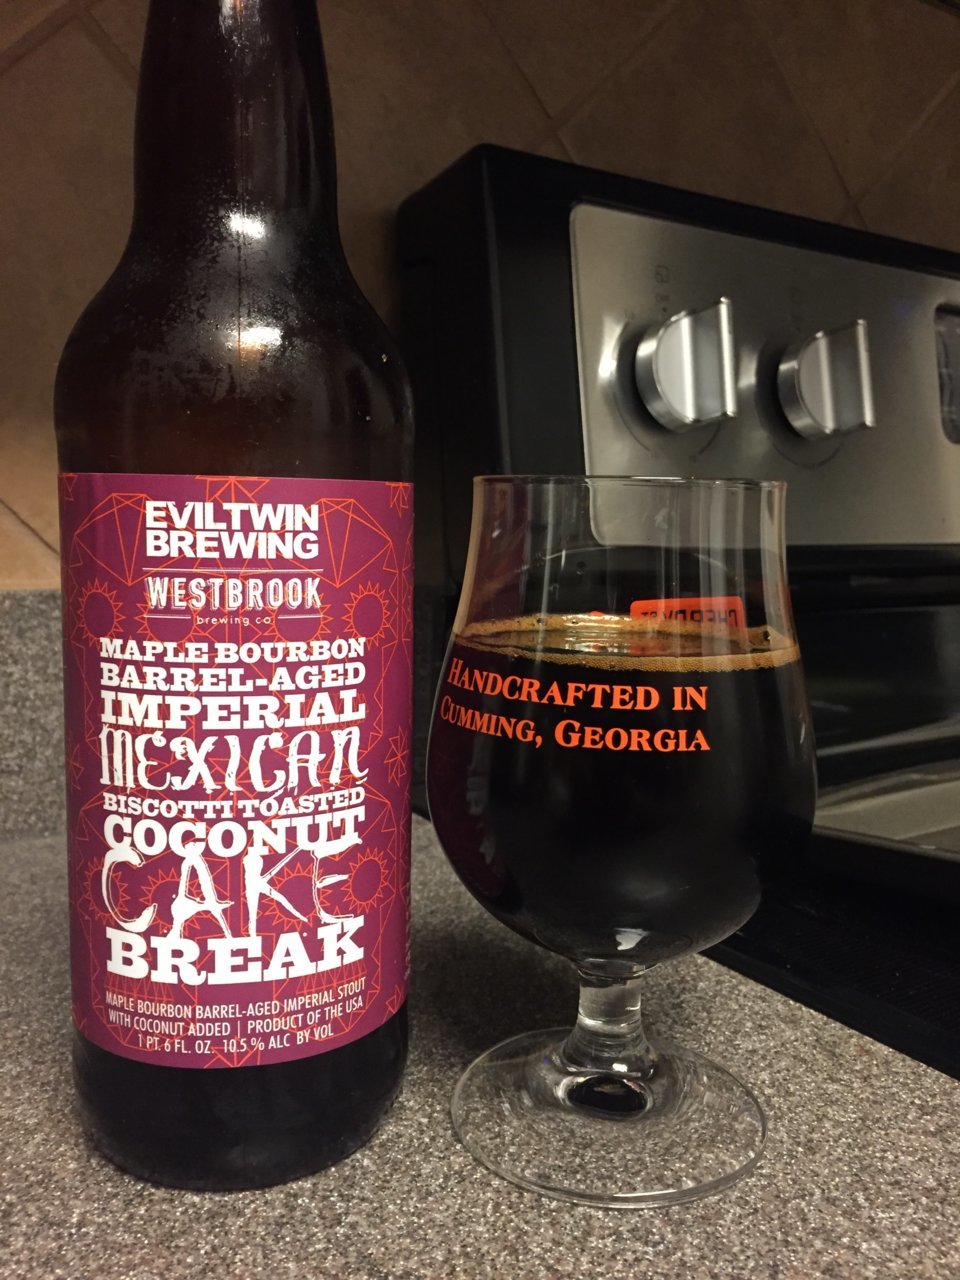 EVILTWIN
BREWING
WESTBROOK
brewing co
MAPLE BOURBON
BARREL-AGED
IMPERIAL
MEXICAN
BISCOTTI TOASTED
COCONUT
CAKE
BREAK
MAPLE BOURBON BARREL-AGED IMPERIAL STOUT
WITH COCONUT ADDED | PRODUCT OF THE USA
1 PT. 6 FL. OZ. 10.5 % ALC BY VOL
HANDCRAFTED IN
CUMMING, GEORGIA